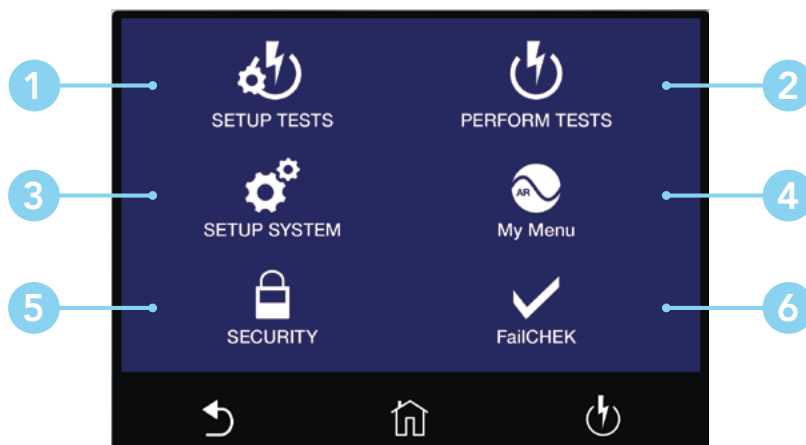 1
SETUP TESTS
2
PERFORM TESTS
3
SETUP SYSTEM
4
AR
My Menu
5
SECURITY
6
FailCHEK